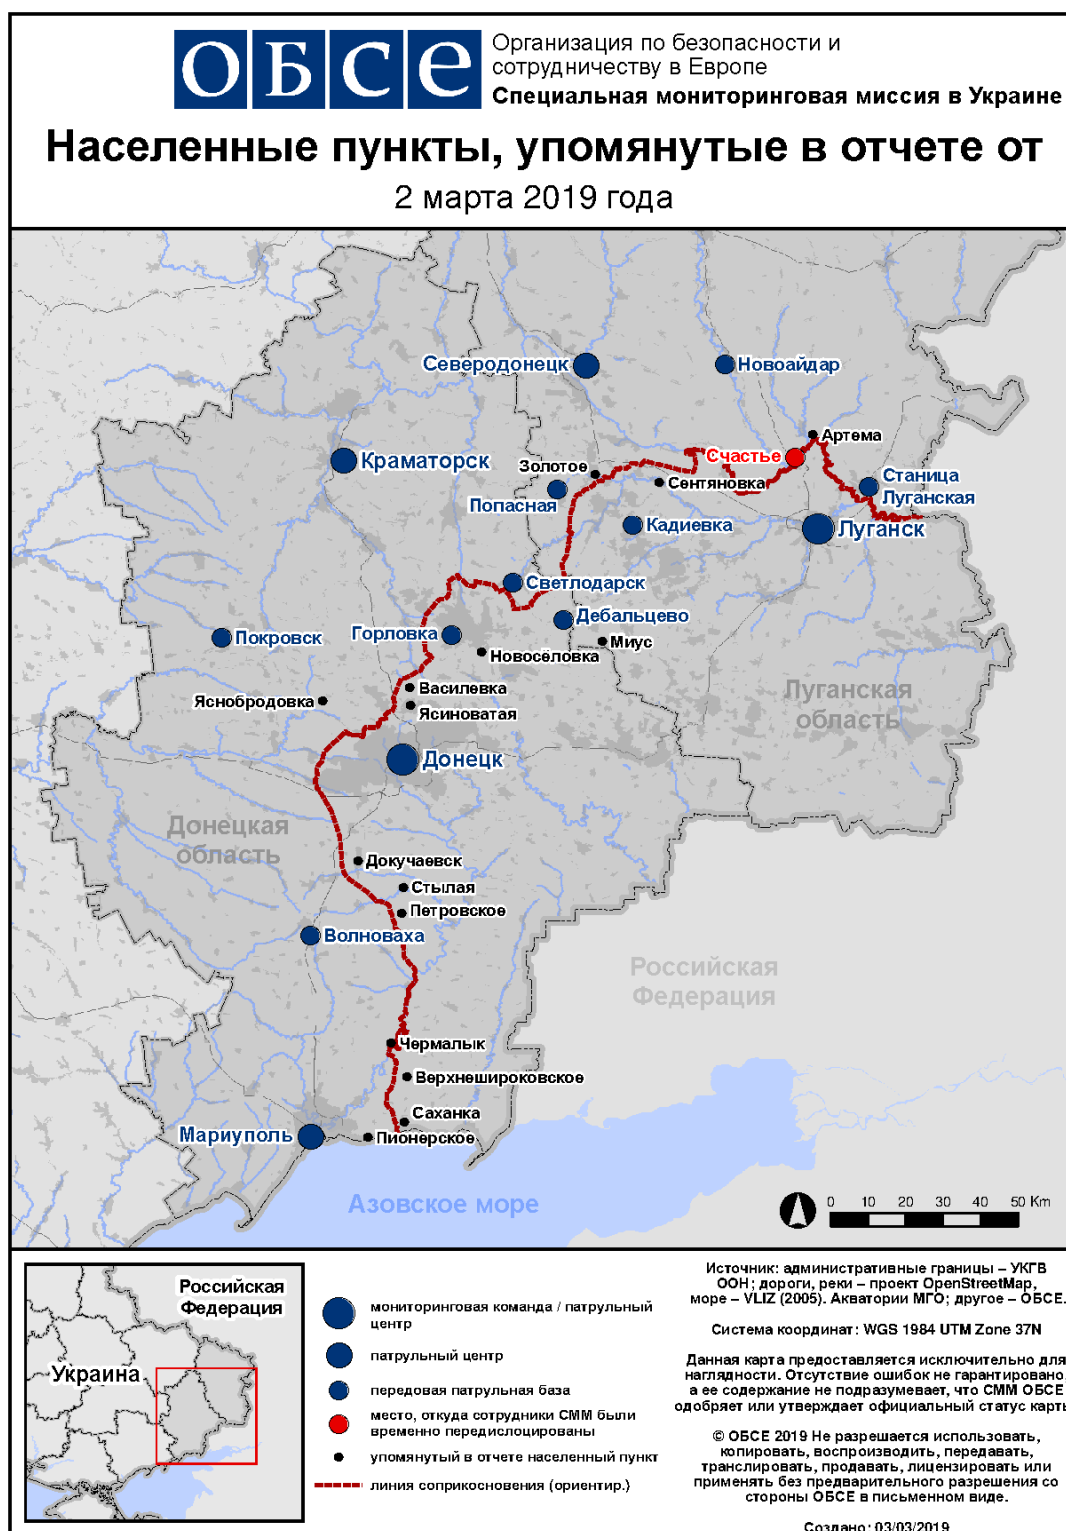 ОБСЕ
Организация по безопасности и
сотрудничеству в Европе
Специальная мониторинговая миссия в Украине
Населенные пункты, упомянутые в отчете от
2 марта 2019 года
Северодонецк
Новоайдар
Артема
Счастье
Краматорск
Золотое
Сентяновка
Станица
Луганская
Попасная
Кадиевка
Луганск
Светлодарск
Дебальцево
Покровск
Горловка
Миус
Новосёловка
Василевка
Луганская
область
Яснобродовка
Ясиноватая
Донецк
Донецкая
область
Докучаевск
Стылая
Петровское
Волноваха
Российская
Федерация
Чермалык
Верхнешироковское
Саханка
Мариуполь
Пионерское
Азовское море
0 10 20 30 40 50 Km
Российская
Федерация
Украина
мониторинговая команда / патрульный
центр
патрульный центр
передовая патрульная база
место, откуда сотрудники СММ были
временно передислоцированы
упомянутый в отчете населенный пункт
линия соприкосновения (ориентир.)
Источник: административные границы – УКГВ
ООН; дороги, реки – проект OpenStreetMap,
море – VLIZ (2005). Акватории МГО; другое – ОБСЕ.
Система координат: WGS 1984 UTM Zone 37N
Данная карта предоставляется исключительно для
наглядности. Отсутствие ошибок не гарантировано,
а ее содержание не подразумевает, что СММ ОБСЕ
одобряет или утверждает официальный статус карты
© ОБСЕ 2019 Не разрешается использовать,
копировать, воспроизводить, передавать,
транслировать, продавать, лицензировать или
применять без предварительного разрешения со
стороны ОБСЕ в письменном виде.
Создано: 03/03/2019